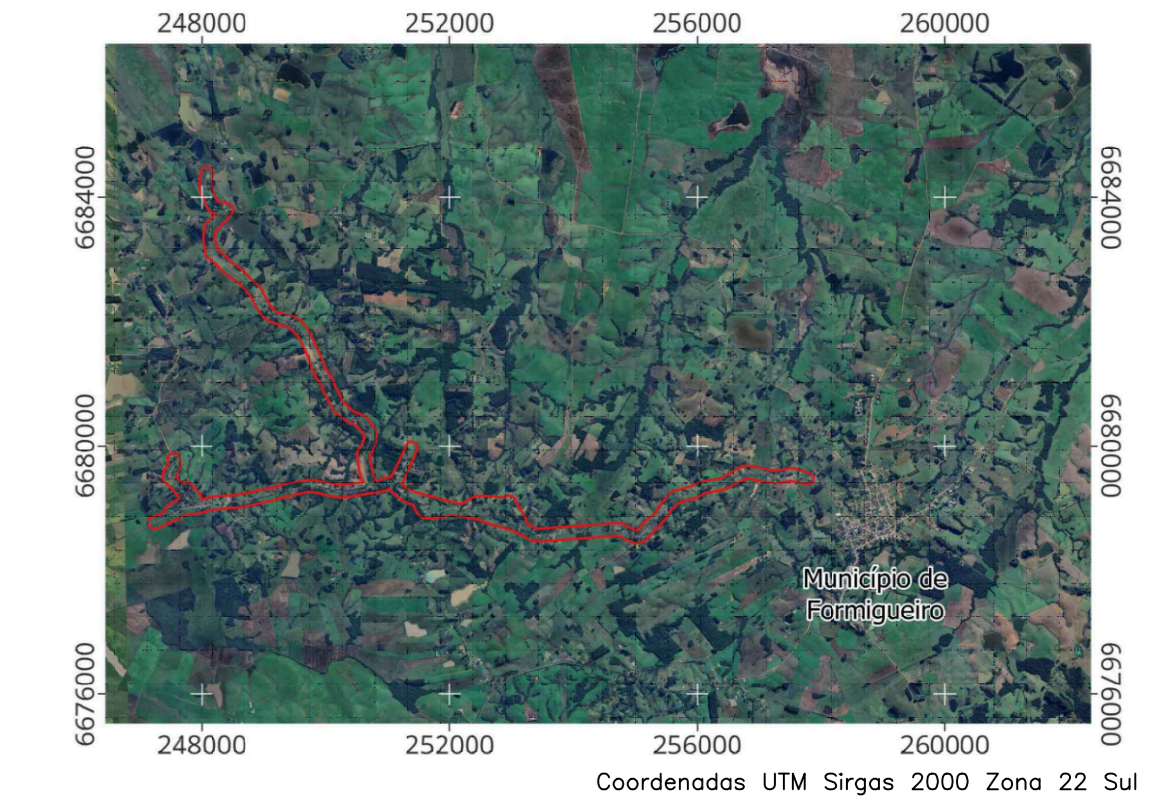 248000 252000 256000 260000
6684000 6684000
6680000 6680000
Município de
Formigueiro
6676000 6676000
248000 252000 256000 260000
Coordenadas UTM Sirgas 2000 Zona 22 Sul